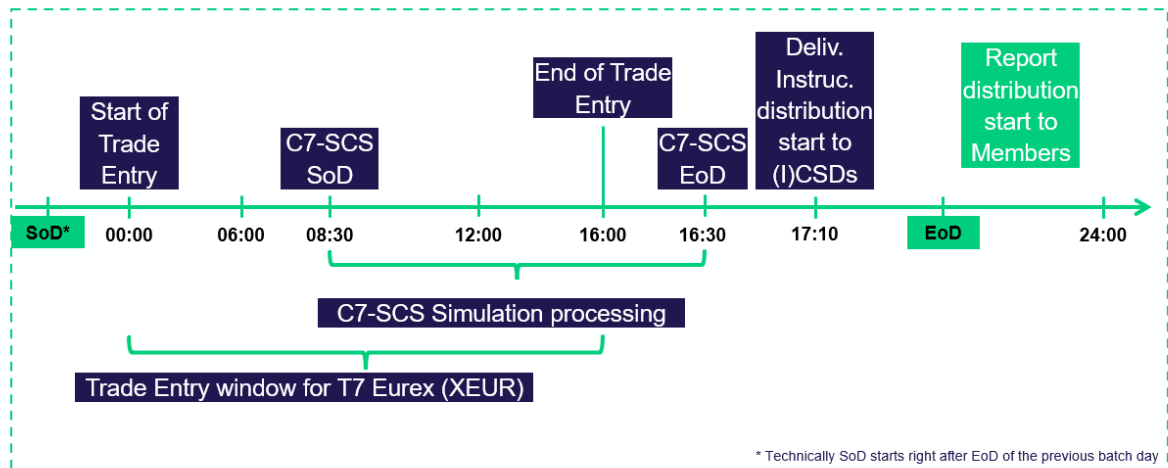 Start of
Trade
Entry
C7-SCS
SoD
End of Trade
Entry
C7-SCS
EoD
Deliv.
Instruc.
distribution
start to
(I)CSDs
Report
distribution
start to
Members
SoD*
00:00
06:00
08:30
12:00
16:00
16:30
17:10
EoD
24:00
C7-SCS Simulation processing
Trade Entry window for T7 Eurex (XEUR)
* Technically SoD starts right after EoD of the previous batch day